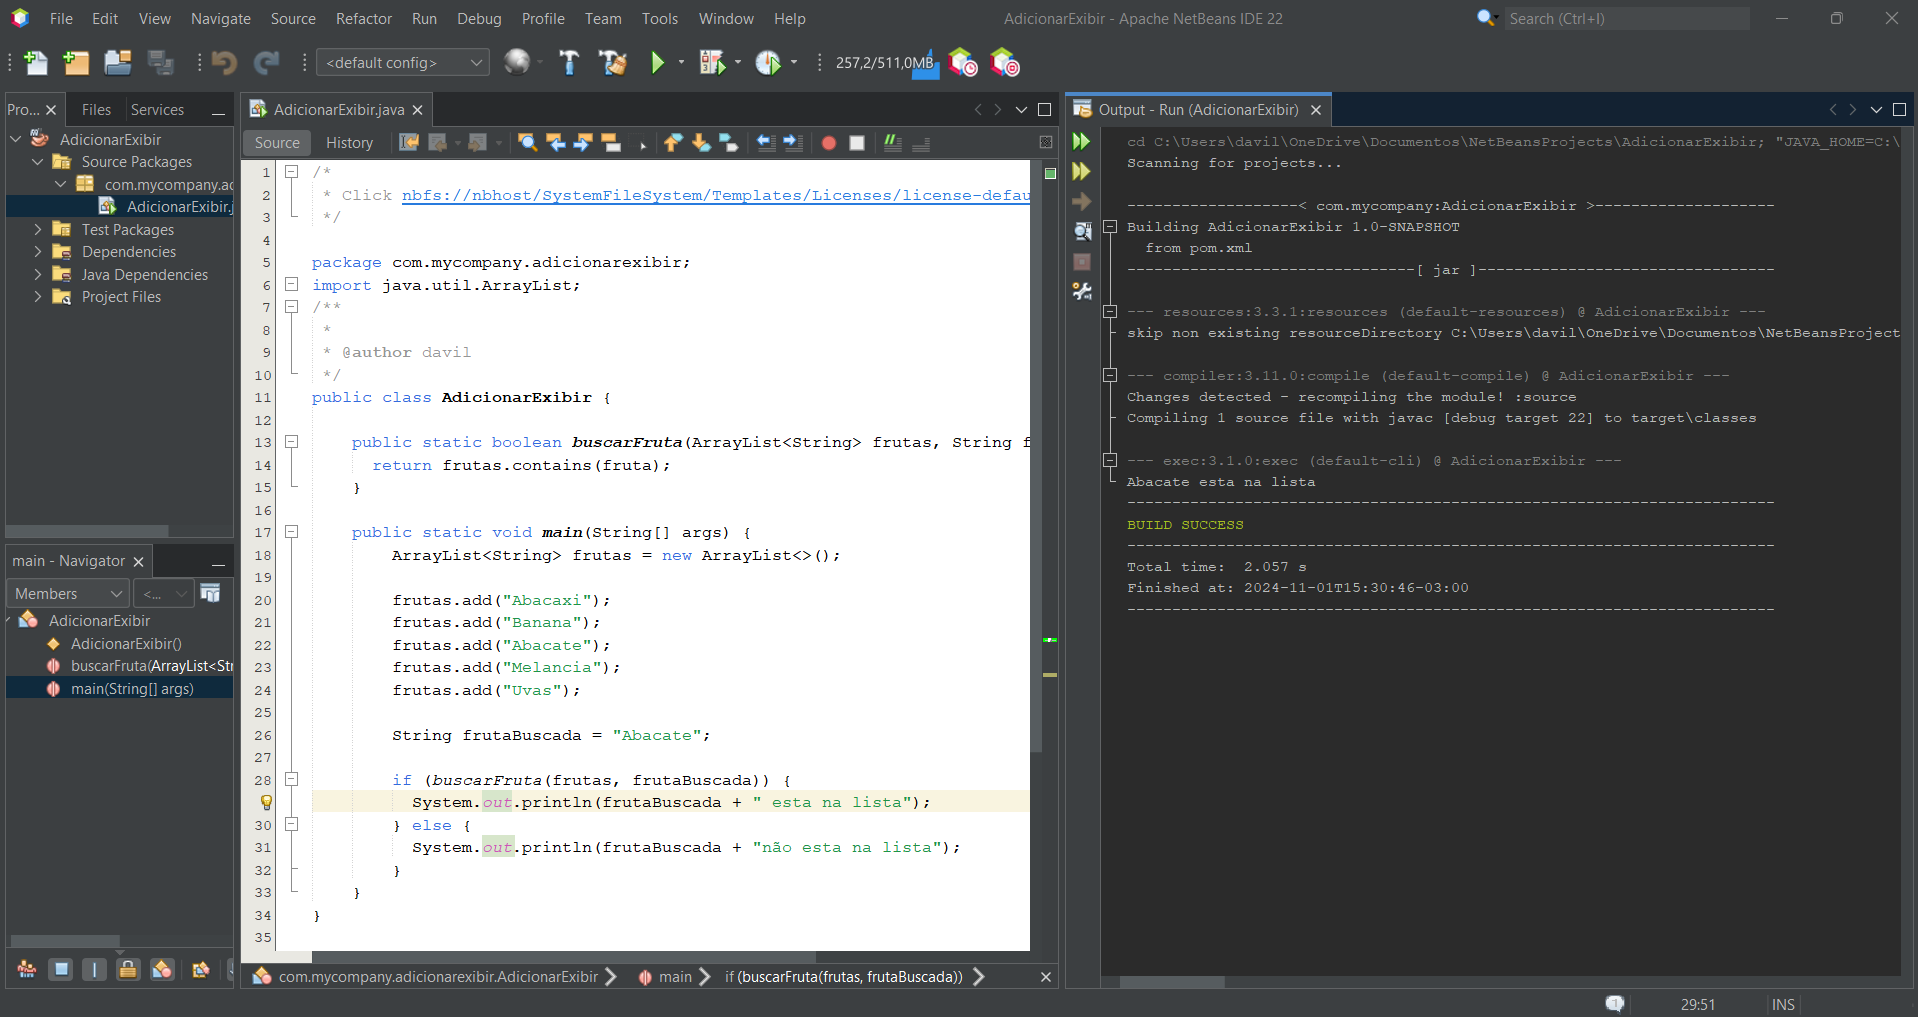 File Edit View Navigate Source Refactor Run Debug Profile Team Tools Window Help
AdicionarExibir - Apache NetBeans IDE 22
Search (Ctrl+I)
<default config>
257,2/511,0MB
Pro... Files Services
AdicionarExibir
Source Packages
com.mycompany.ad
AdicionarExibir.j
Test Packages
Dependencies
Java Dependencies
Project Files
main - Navigator
Members
<...
AdicionarExibir
AdicionarExibir()
buscarFruta(ArrayList<Str
main(String[] args)
AdicionarExibir.java
Source History
1 /*
2 * Click nbfs://nbhost/SystemFileSystem/Templates/Licenses/license-defau
3 */
4
5 package com.mycompany.adicionarexibir;
6 import java.util.ArrayList;
7 /**
8 *
9 * @author davil
10 */
11 public class AdicionarExibir {
12
13 public static boolean buscarFruta(ArrayList<String> frutas, String f
14 return frutas.contains(fruta);
15 }
16
17 public static void main(String[] args) {
18 ArrayList<String> frutas = new ArrayList<>();
19
20 frutas.add("Abacaxi");
21 frutas.add("Banana");
22 frutas.add("Abacate");
23 frutas.add("Melancia");
24 frutas.add("Uvas");
25
26 String frutaBuscada = "Abacate";
27
28 if (buscarFruta(frutas, frutaBuscada)) {
System.out.println(frutaBuscada + " esta na lista");
30 } else {
31 System.out.println(frutaBuscada + "não esta na lista");
32 }
33 }
34 }
35
com.mycompany.adicionarexibir.AdicionarExibir main if (buscarFruta(frutas, frutaBuscada))
Output - Run (AdicionarExibir)
cd C:\Users\davil\OneDrive\Documentos\NetBeansProjects\AdicionarExibir; "JAVA_HOME=C:\
Scanning for projects...
-------------------< com.mycompany:AdicionarExibir >--------------------
Building AdicionarExibir 1.0-SNAPSHOT
from pom.xml
--------------------------------[ jar ]---------------------------------
--- resources:3.3.1:resources (default-resources) @ AdicionarExibir ---
skip non existing resourceDirectory C:\Users\davil\OneDrive\Documentos\NetBeansProject
--- compiler:3.11.0:compile (default-compile) @ AdicionarExibir ---
Changes detected - recompiling the module! :source
Compiling 1 source file with javac [debug target 22] to target\classes
--- exec:3.1.0:exec (default-cli) @ AdicionarExibir ---
Abacate esta na lista
------------------------------------------------------------------------
BUILD SUCCESS
------------------------------------------------------------------------
Total time:  2.057 s
Finished at: 2024-11-01T15:30:46-03:00
------------------------------------------------------------------------
1
29:51 INS